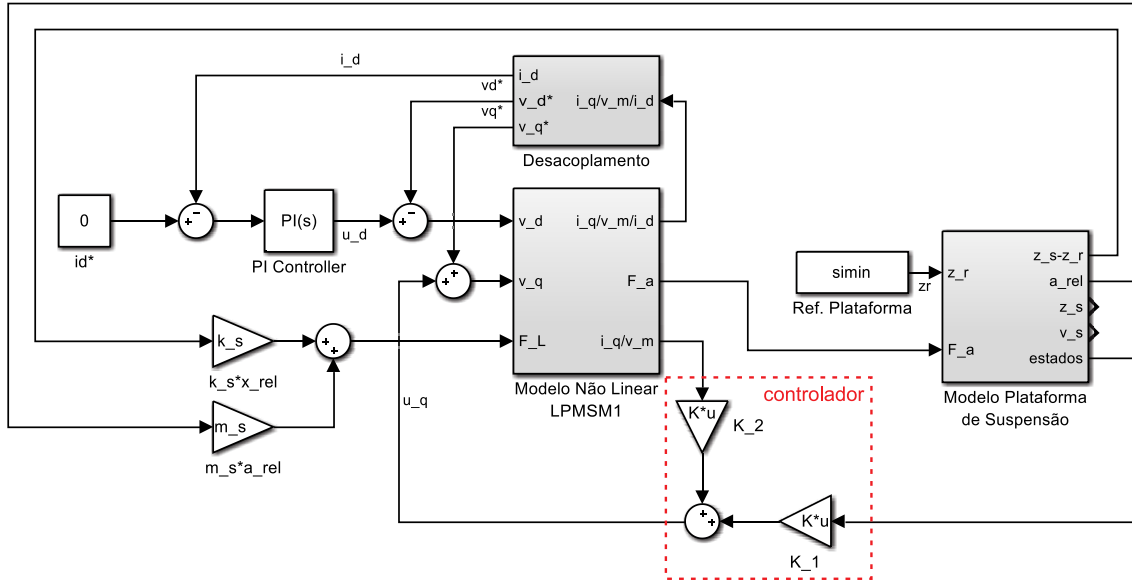 i_d
vd*
vq*
i_d
v_d*
v_q*
i_q/v_m/i_d
Desacoplamento
0
id*
+
−
PI(s)
PI Controller
u_d
+
−
+
+
v_d
v_q
F_L
i_q/v_m/i_d
F_a
i_q/v_m
Modelo Não Linear
LPMSM1
simin
Ref. Plataforma
zr
z_r
F_a
z_s-z_r
a_rel
z_s
v_s
estados
Modelo Plataforma
de Suspensão
k_s
k_s*x_rel
+
+
m_s
m_s*a_rel
u_q
controlador
K*u
K_2
+
+
K*u
K_1